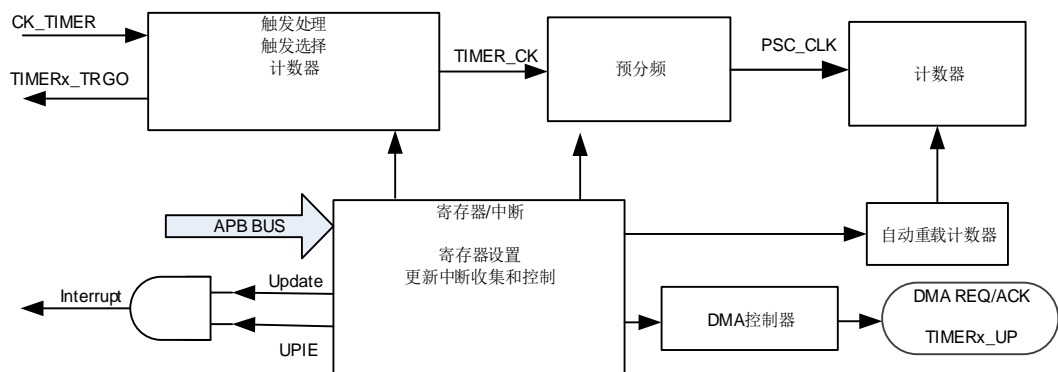 CK_TIMER
TIMERx_TRGO
触发处理
触发选择
计数器
TIMER_CK
预分频
PSC_CLK
计数器
APB BUS
寄存器/中断
寄存器设置
更新中断收集和控制
自动重载计数器
Interrupt
Update
UPIE
DMA控制器
DMA REQ/ACK
TIMERx_UP